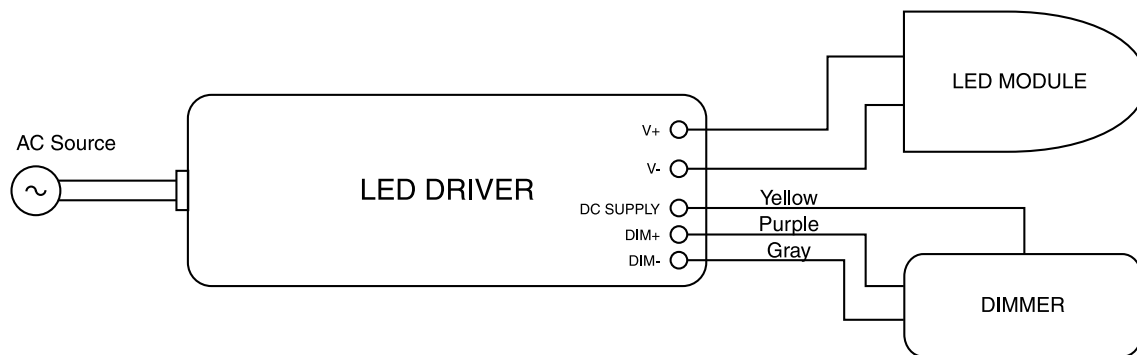 AC Source
LED DRIVER
V+
V-
DC SUPPLY
DIM+
DIM-
Yellow
Purple
Gray
LED MODULE
DIMMER